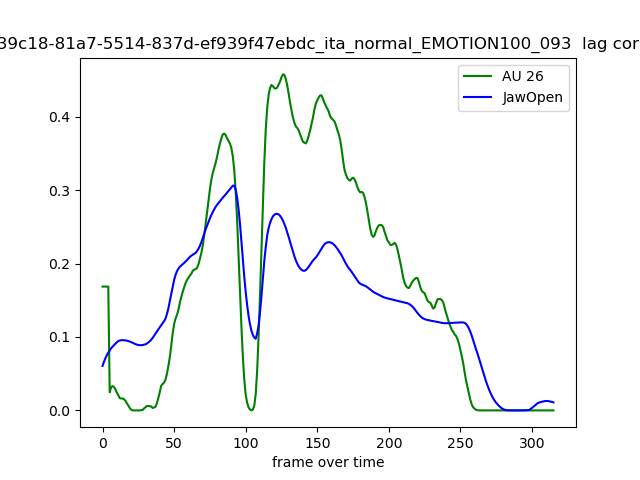 39c18-81a7-5514-837d-ef939f47ebdc_ita_normal_EMOTION100_093 lag cor
AU 26
JawOpen
0.4
0.3
0.2
0.1
0.0
0 50 100 150 200 250 300
frame over time